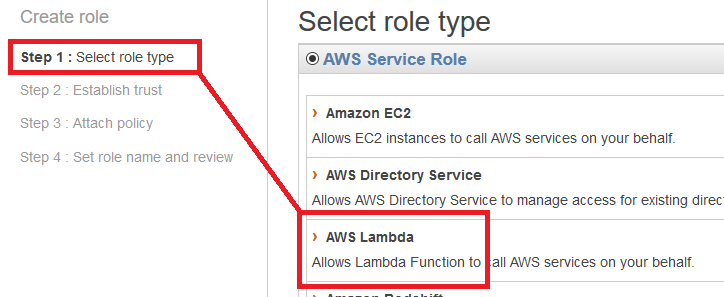 Create role
Step 1 : Select role type
Step 2 : Establish trust
Step 3 : Attach policy
Step 4 : Set role name and review
Select role type
AWS Service Role
› Amazon EC2
Allows EC2 instances to call AWS services on your behalf.
› AWS Directory Service
Allows AWS Directory Service to manage access for existing direc
› AWS Lambda
Allows Lambda Function to call AWS services on your behalf.
› Amazon Redshift